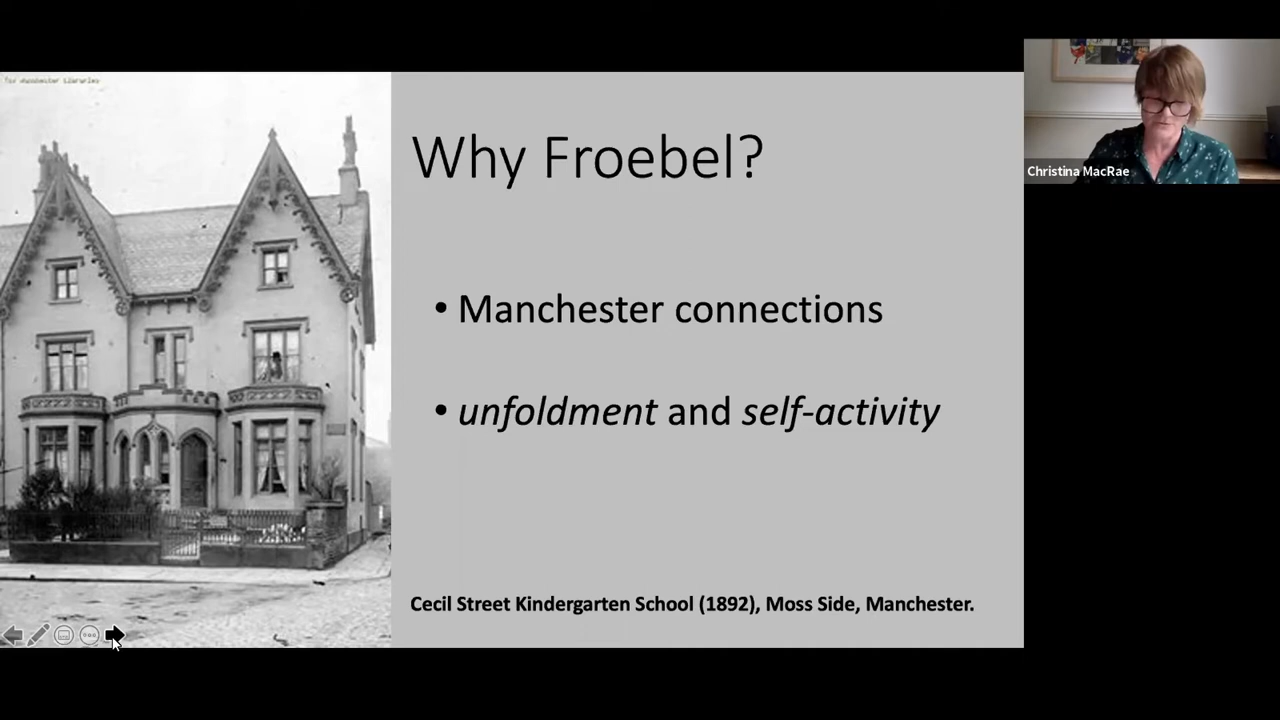 Christina MacRae
Why Froebel?
• Manchester connections
• unfoldment and self-activity
Cecil Street Kindergarten School (1892), Moss Side, Manchester.